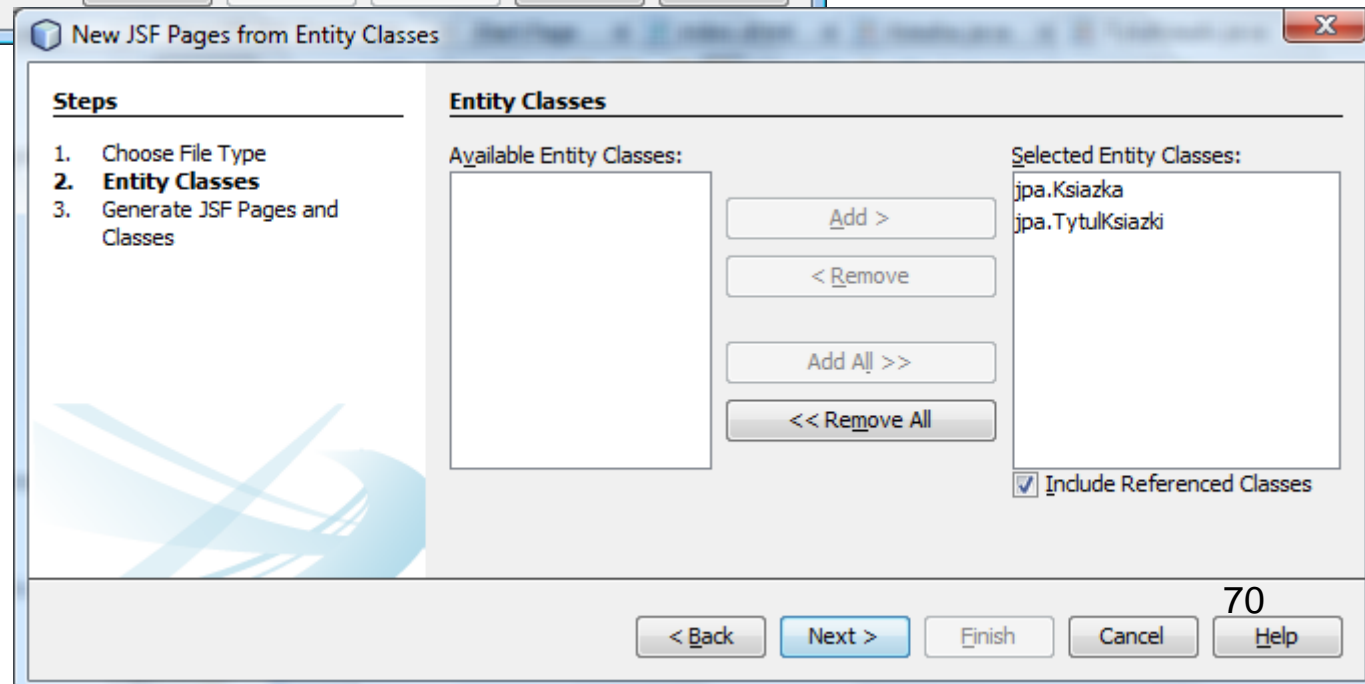 New JSF Pages from Entity Classes
Steps
1. Choose File Type
2. Entity Classes
3. Generate JSF Pages and
Classes
Entity Classes
Available Entity Classes:
Add >
< Remove
Add All >>
<< Remove All
Selected Entity Classes:
jpa.Ksiazka
jpa.TytulKsiazki
Include Referenced Classes
70
< Back
Next >
Finish
Cancel
Help